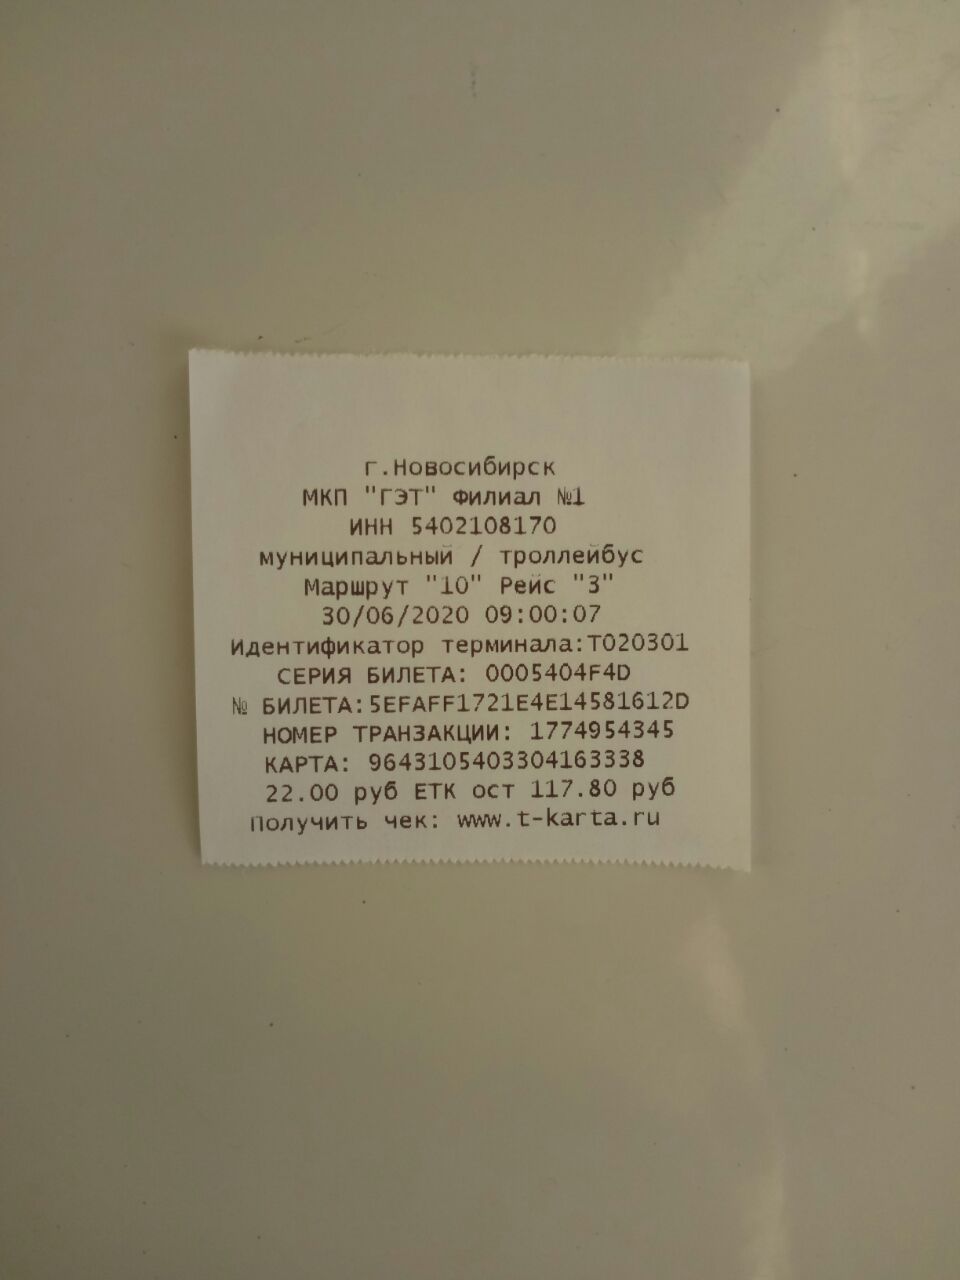 г.Новосибирск
МКП "ГЭТ" Филиал №1
ИНН 5402108170
муниципальный / троллейбус
Маршрут "10" Рейс "3"
30/06/2020 09:00:07
Идентификатор терминала:T020301
СЕРИЯ БИЛЕТА: 0005404F4D
№ БИЛЕТА:5EFAFF1721E4E14581612D
НОМЕР ТРАНЗАКЦИИ: 1774954345
КАРТА: 9643105403304163338
22.00 руб ЕТК ост 117.80 руб
Получить чек: www.t-karta.ru